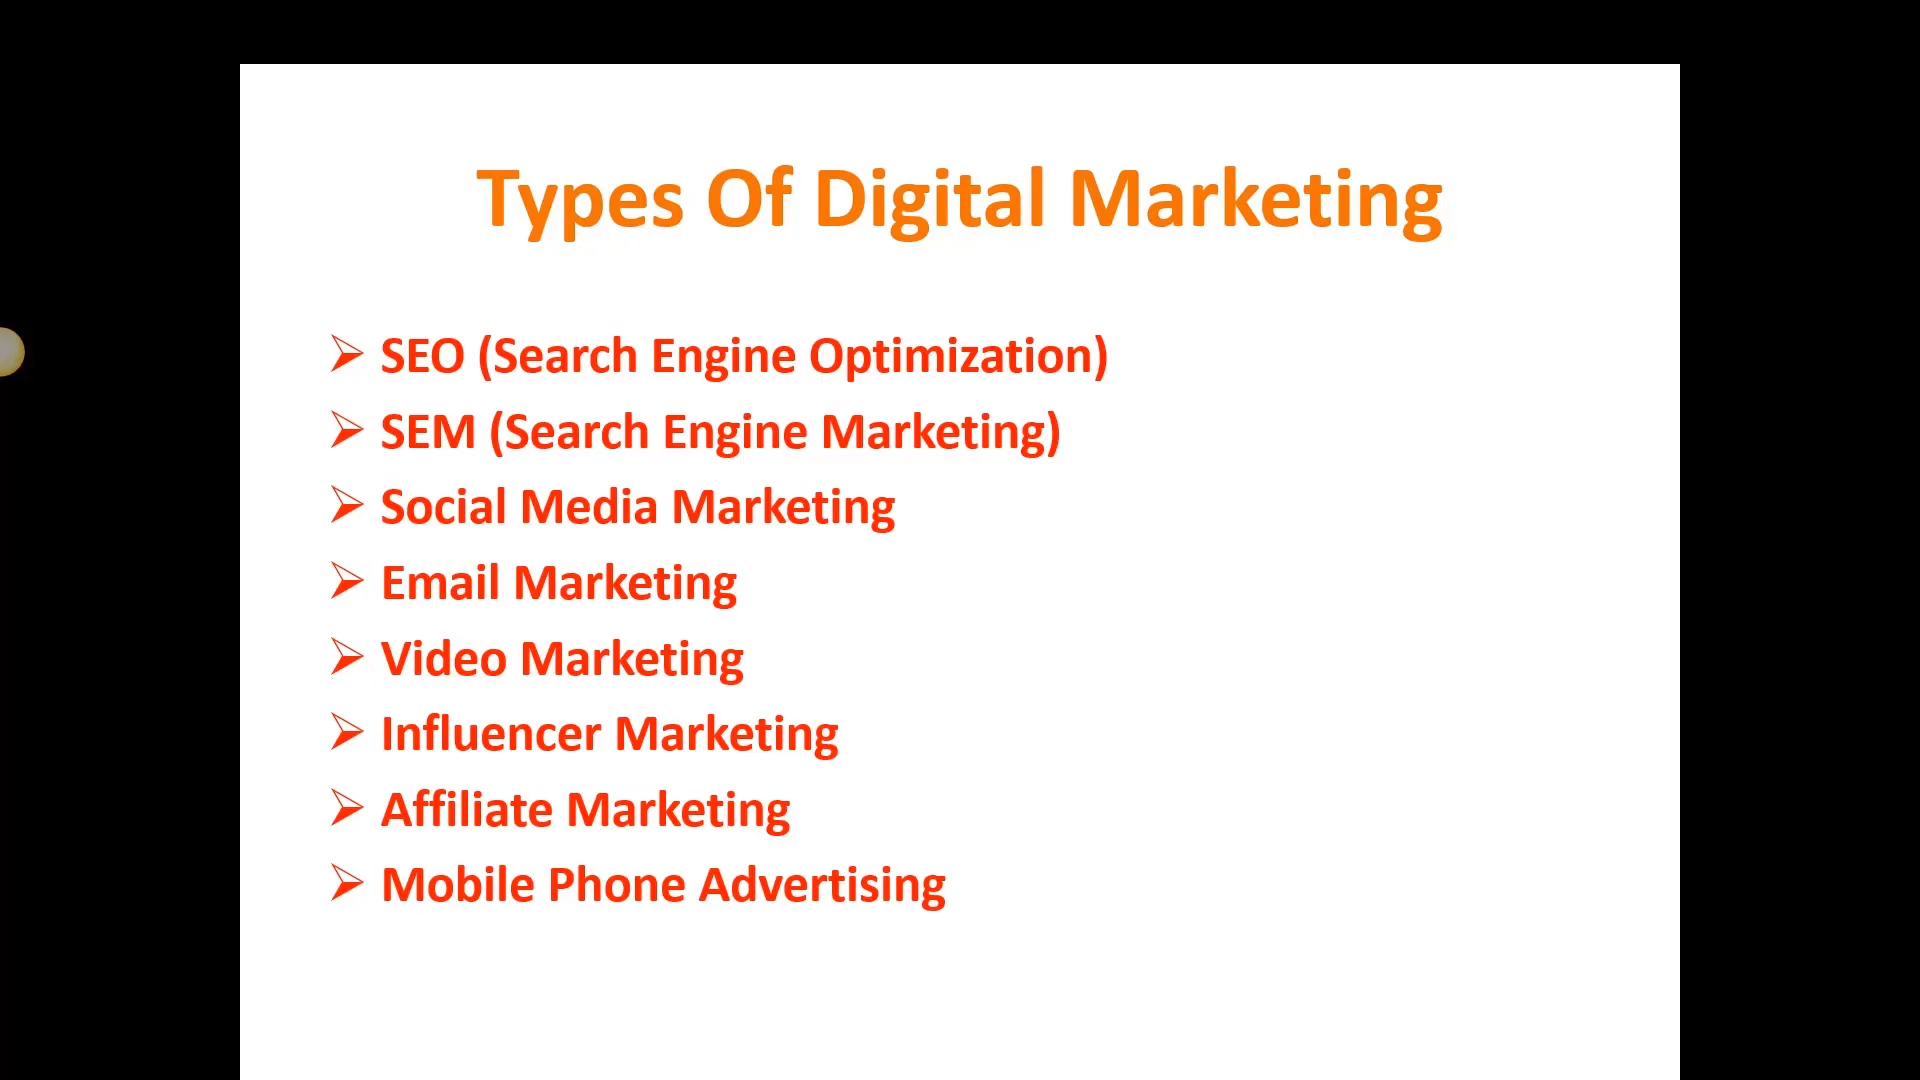 Types Of Digital Marketing
SEO (Search Engine Optimization)
SEM (Search Engine Marketing)
Social Media Marketing
Email Marketing
Video Marketing
Influencer Marketing
Affiliate Marketing
Mobile Phone Advertising